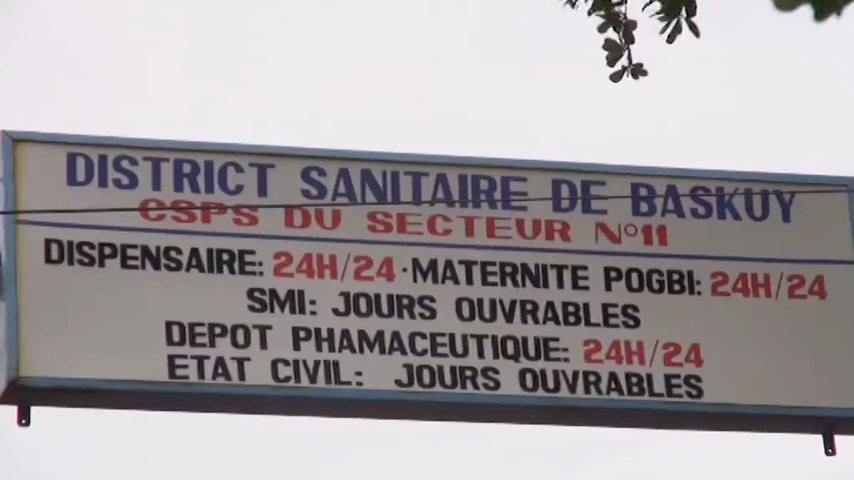 DISTRICT SANITAIRE DE BASKUY
CSPS DU SECTEUR N°11
DISPENSAIRE: 24H/24 · MATERNITE POGBI: 24H/24
SMI: JOURS OUVRABLES
DEPOT PHAMACEUTIQUE: 24H/24
ETAT CIVIL: JOURS OUVRABLES